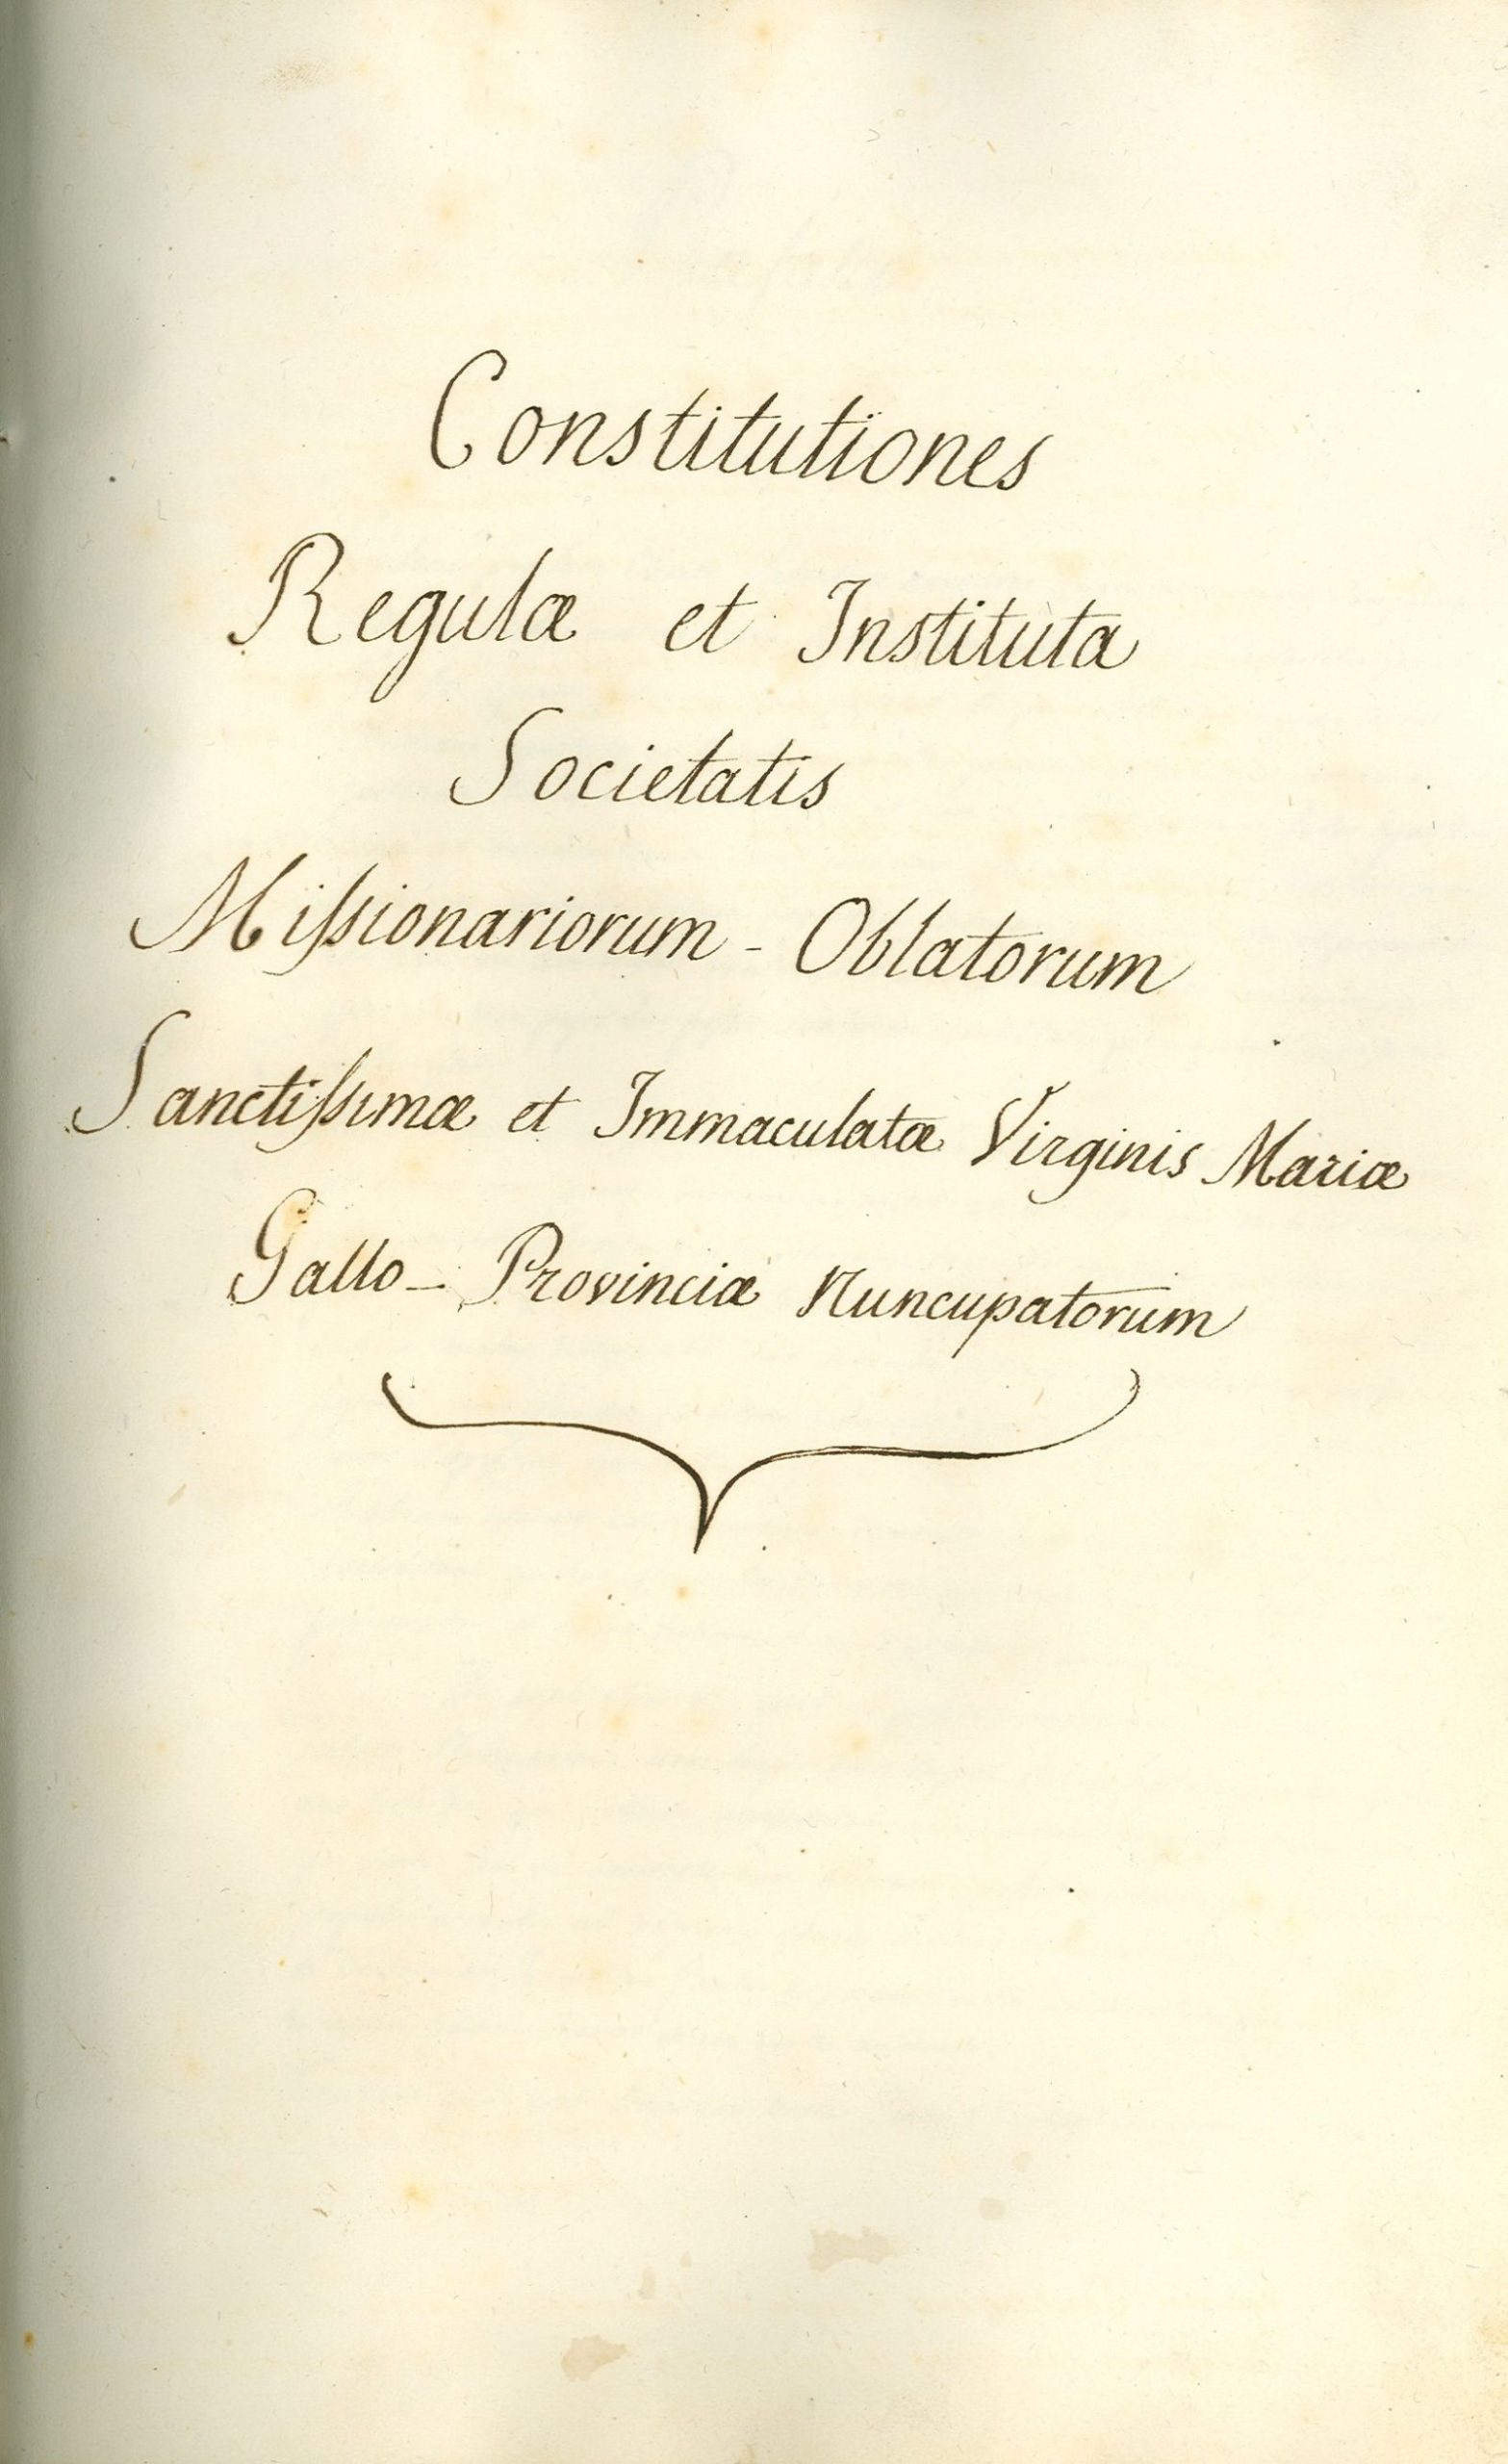 Constitutiones
Regulæ et Instituta
Societatis
Miſsionariorum - Oblatorum
Sanctiſsimæ et Immaculatæ Virginis Mariæ
Gallo - Provinciæ Nuncupatorum